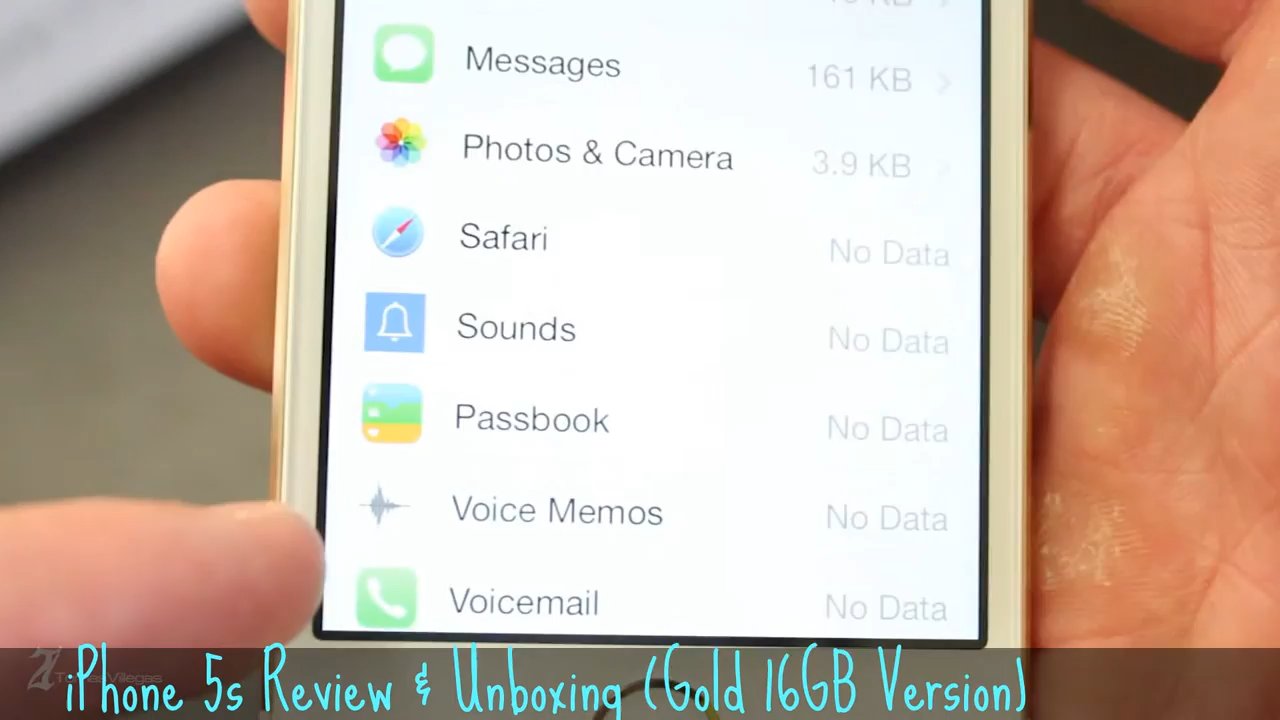 Messages 161 KB
Photos & Camera 3.9 KB
Safari No Data
Sounds No Data
Passbook No Data
Voice Memos No Data
Voicemail No Data
iPhone 5s Review & Unboxing (Gold 16GB Version)